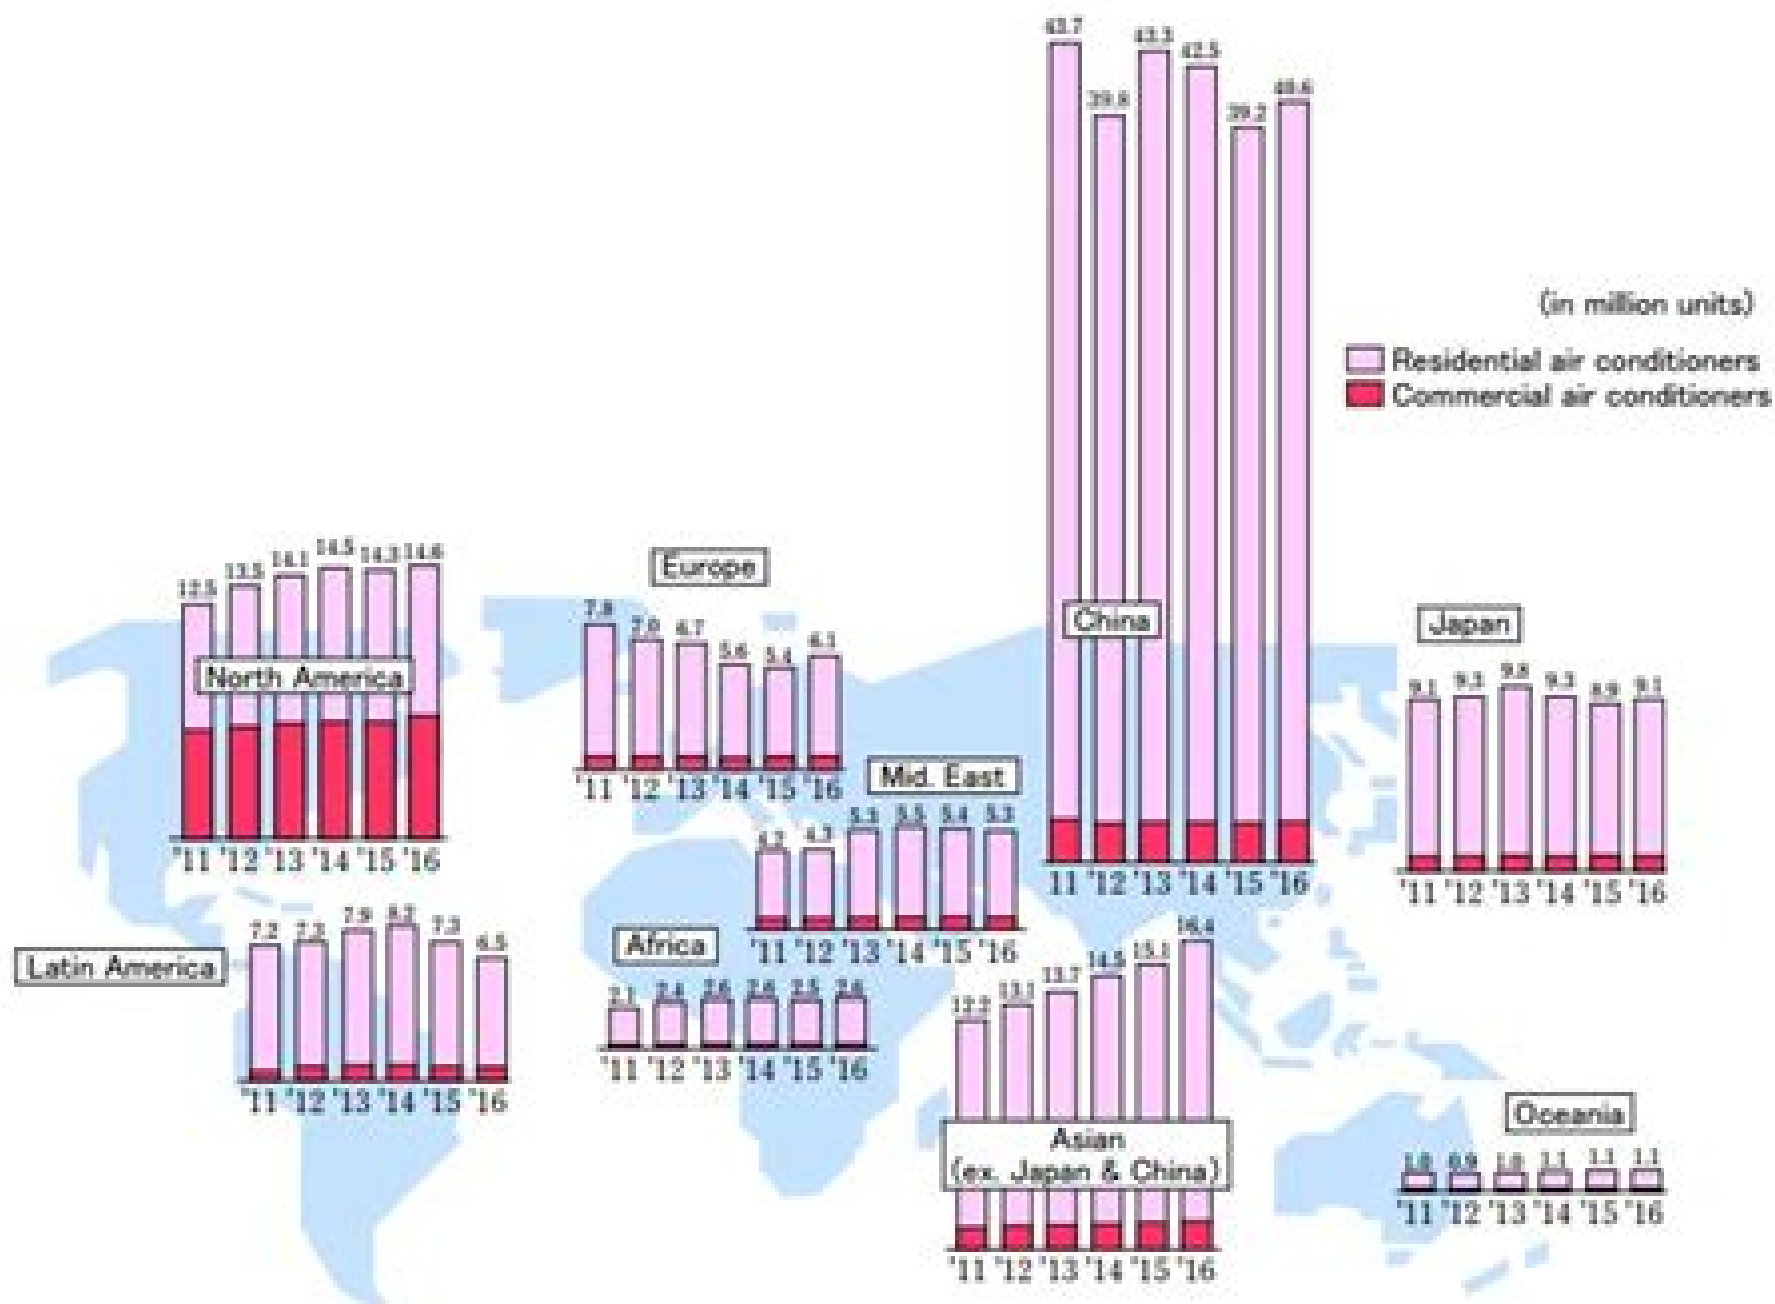 43.7
39.8
43.3
42.5
39.2
40.6
(in million units)
Residential air conditioners
Commercial air conditioners
China
11 '12 '13 '14 '15 '16
12.5 13.5 14.1 14.5 14.3 14.6
North America
'11 '12 '13 '14 '15 '16
Europe
7.8 7.0 6.7 5.6 5.4 6.1
'11 '12 '13 '14 '15 '16
Japan
9.1 9.3 9.8 9.3 8.9 9.1
'11 '12 '13 '14 '15 '16
Mid. East
4.2 4.3 5.3 5.5 5.4 5.3
'11 '12 '13 '14 '15 '16
Latin America
7.2 7.3 7.9 8.2 7.3 6.5
'11 '12 '13 '14 '15 '16
Africa
2.1 2.4 2.6 2.6 2.5 2.6
'11 '12 '13 '14 '15 '16
12.2 13.1 13.7 14.5 15.1 16.4
Asian
(ex. Japan & China)
'11 '12 '13 '14 '15 '16
Oceania
1.0 0.9 1.0 1.1 1.1 1.1
'11 '12 '13 '14 '15 '16